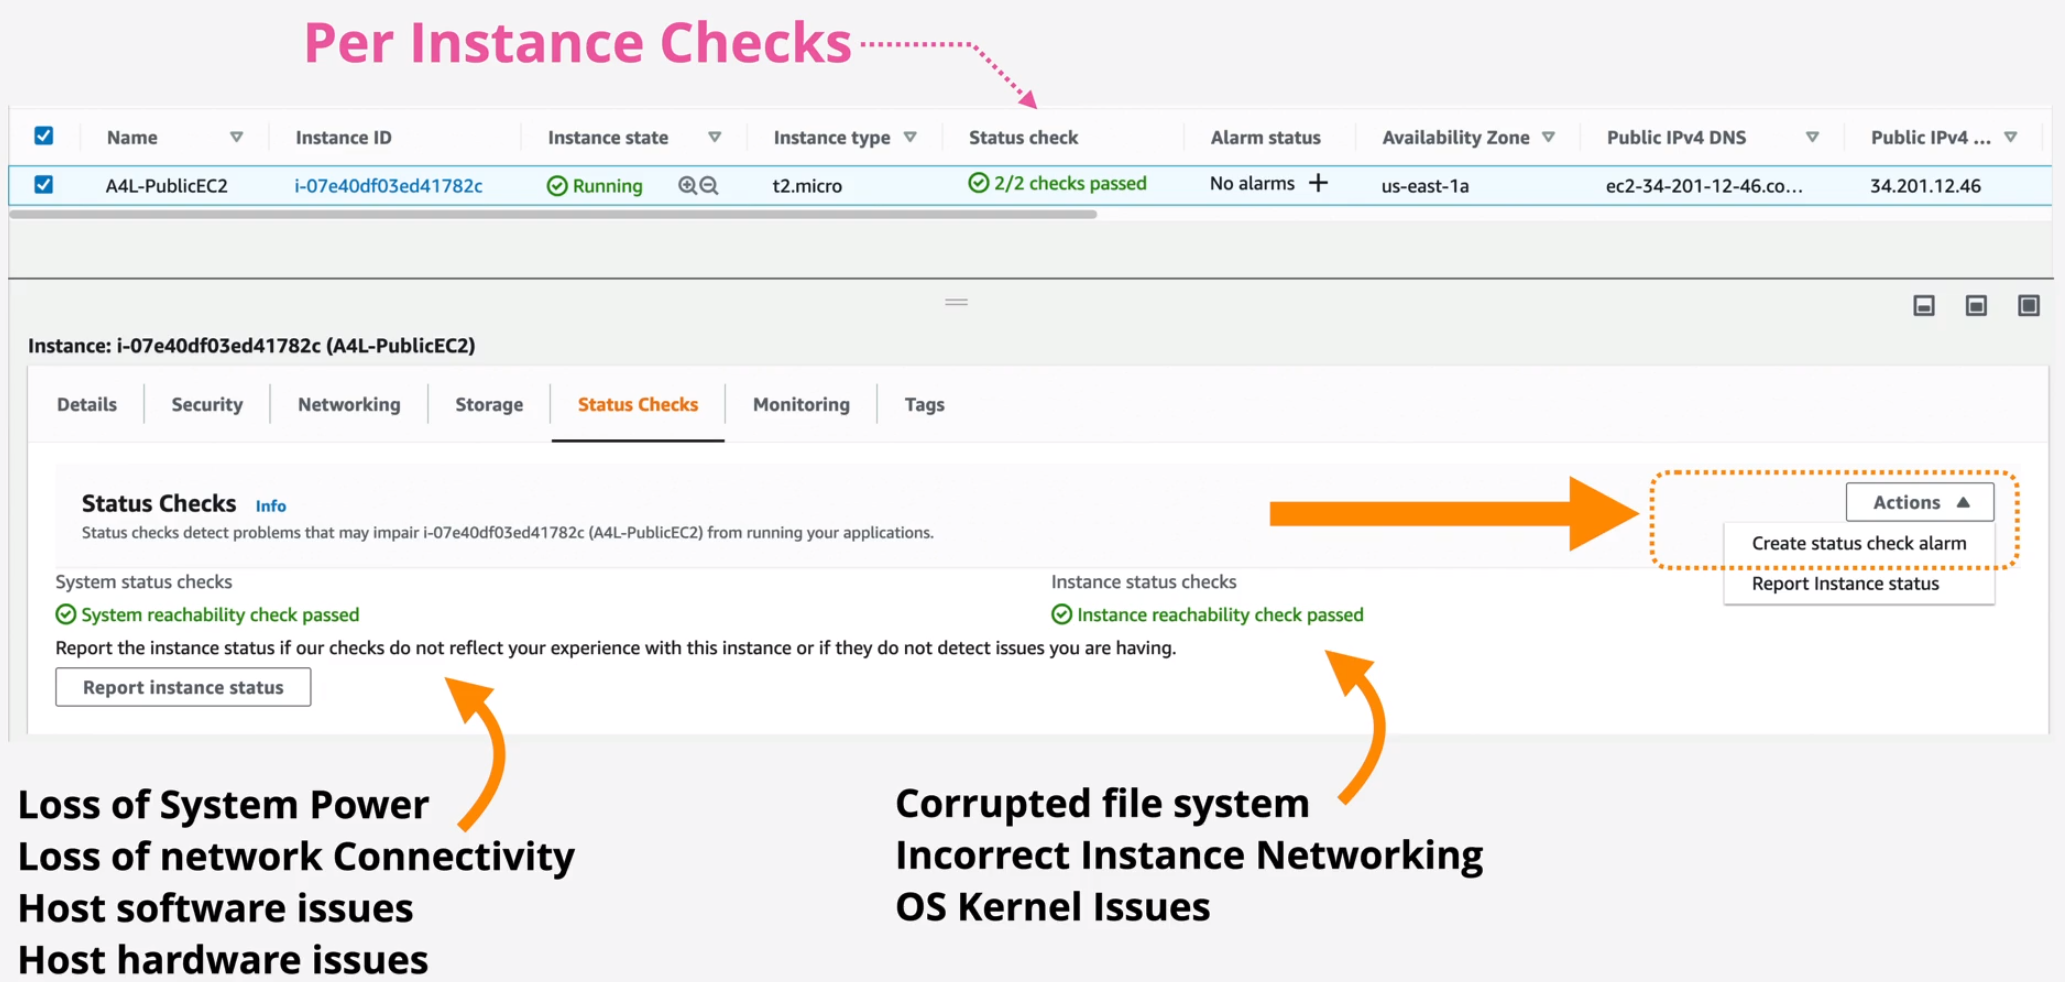 Per Instance Checks
Name Instance ID Instance state Instance type Status check Alarm status Availability Zone Public IPv4 DNS Public IPv4 ...
A4L-PublicEC2 i-07e40df03ed41782c Running t2.micro 2/2 checks passed No alarms + us-east-1a ec2-34-201-12-46.co... 34.201.12.46
Instance: i-07e40df03ed41782c (A4L-PublicEC2)
Details Security Networking Storage Status Checks Monitoring Tags
Status Checks Info
Actions
Status checks detect problems that may impair i-07e40df03ed41782c (A4L-PublicEC2) from running your applications.
Create status check alarm
Report Instance status
System status checks
System reachability check passed
Instance status checks
Instance reachability check passed
Report the instance status if our checks do not reflect your experience with this instance or if they do not detect issues you are having.
Report instance status
Loss of System Power
Loss of network Connectivity
Host software issues
Host hardware issues
Corrupted file system
Incorrect Instance Networking
OS Kernel Issues